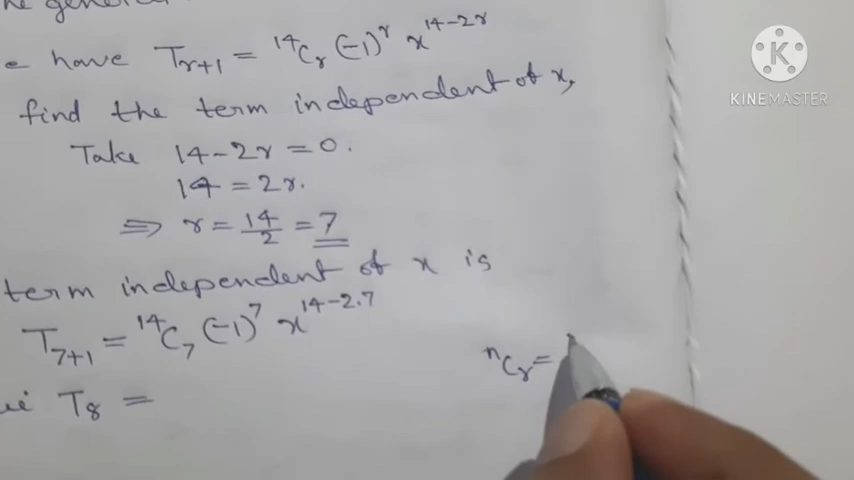 he general
e have T_{r+1} = ^{14}C_r (-1)^r x^{14-2r}
find the term independent of x,
Take 14-2r = 0.
14 = 2r.
⟹ r = 14/2 = 7
term independent of x is
T_{7+1} = ^{14}C_7 (-1)^7 x^{14-2.7}
T_8 =
^nC_r =
KINEMASTER